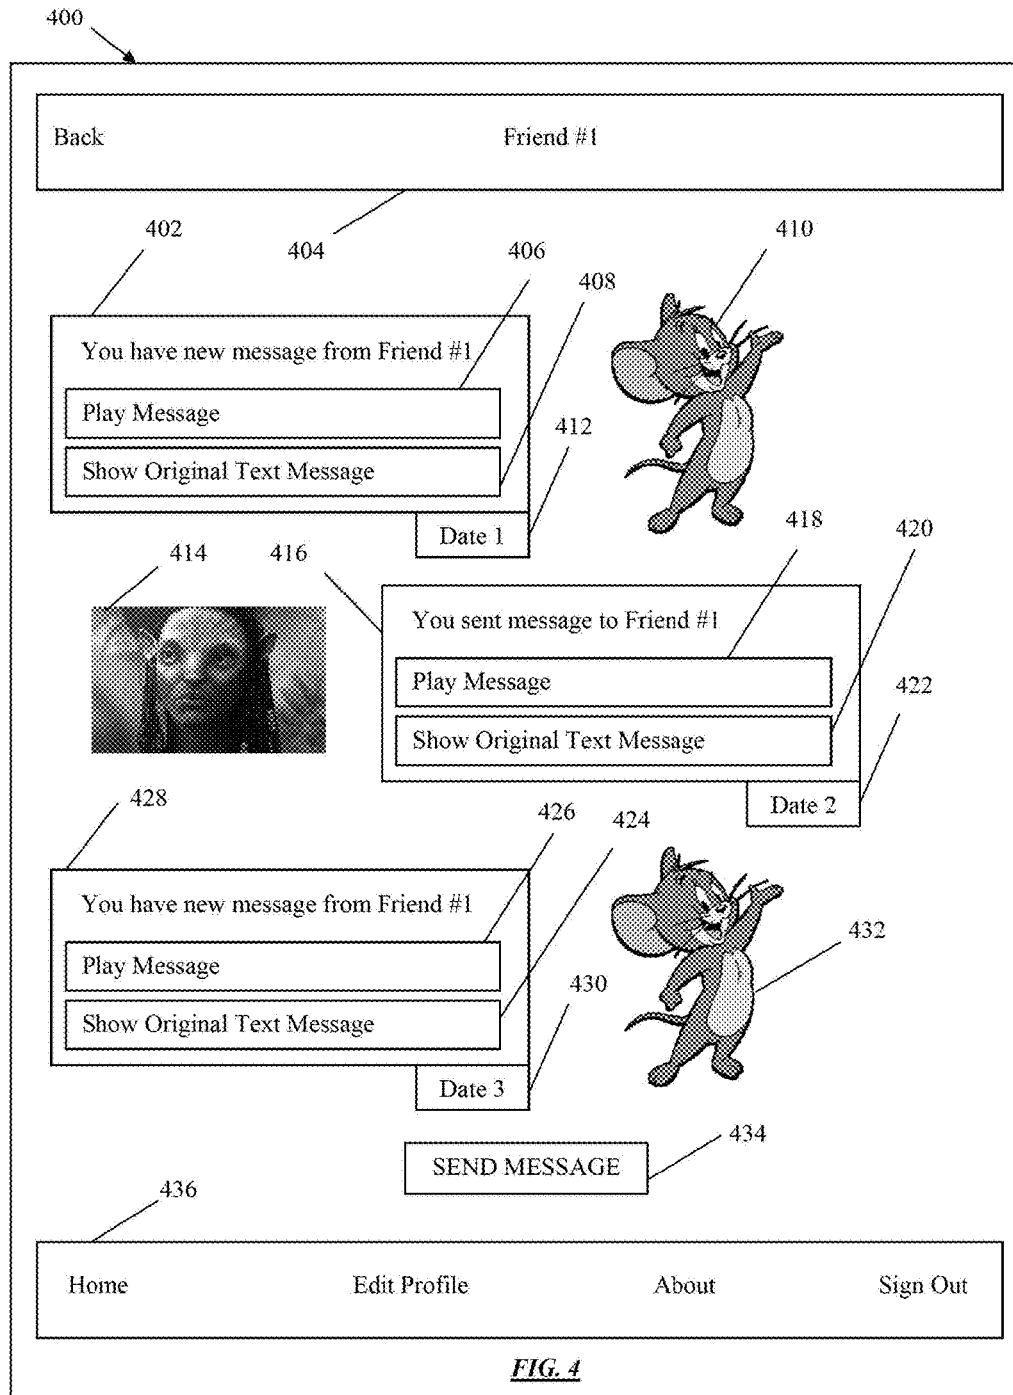 400
Back Friend #1
402 404 406 410
408
You have new message from Friend #1
Play Message
412
Show Original Text Message
Date 1
418 420
414 416
You sent message to Friend #1
Play Message
422
Show Original Text Message
Date 2
428 426 424
You have new message from Friend #1
432
Play Message
430
Show Original Text Message
Date 3
434
SEND MESSAGE
436
Home Edit Profile About Sign Out
FIG. 4